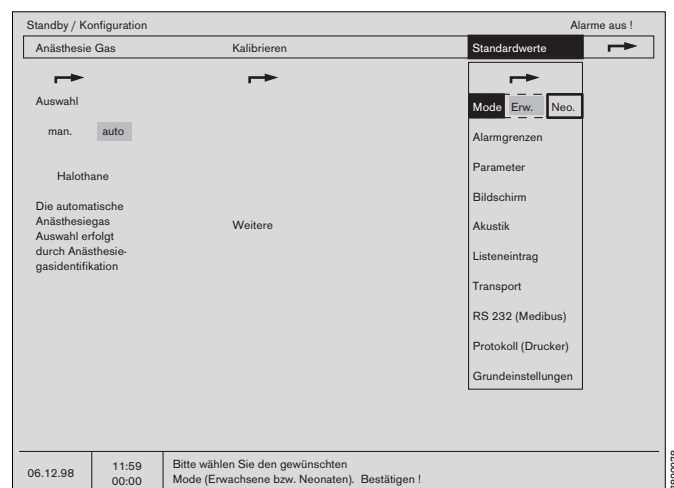 Standby / Konfiguration Alarme aus !
Anästhesie Gas Kalibrieren Standardwerte
Auswahl
man. auto
Halothane
Die automatische
Anästhesiegas
Auswahl erfolgt
durch Anästhesie-
gasidentifikation
Weitere
Mode Erw. Neo.
Alarmgrenzen
Parameter
Bildschirm
Akustik
Listeneintrag
Transport
RS 232 (Medibus)
Protokoll (Drucker)
Grundeinstellungen
06.12.98
11:59
00:00
Bitte wählen Sie den gewünschten
Mode (Erwachsene bzw. Neonaten). Bestätigen !